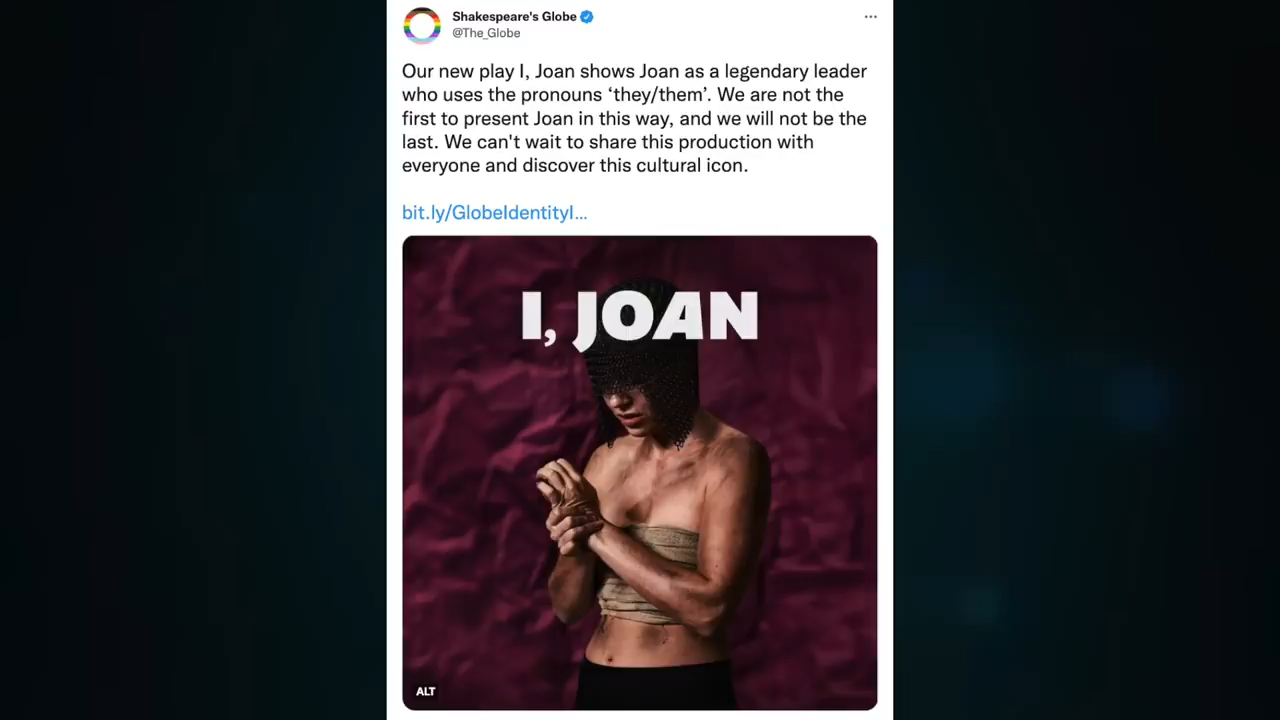 Shakespeare's Globe
@The_Globe
Our new play I, Joan shows Joan as a legendary leader
who uses the pronouns ‘they/them’. We are not the
first to present Joan in this way, and we will not be the
last. We can't wait to share this production with
everyone and discover this cultural icon.
bit.ly/GlobeIdentityI…
I, JOAN
ALT